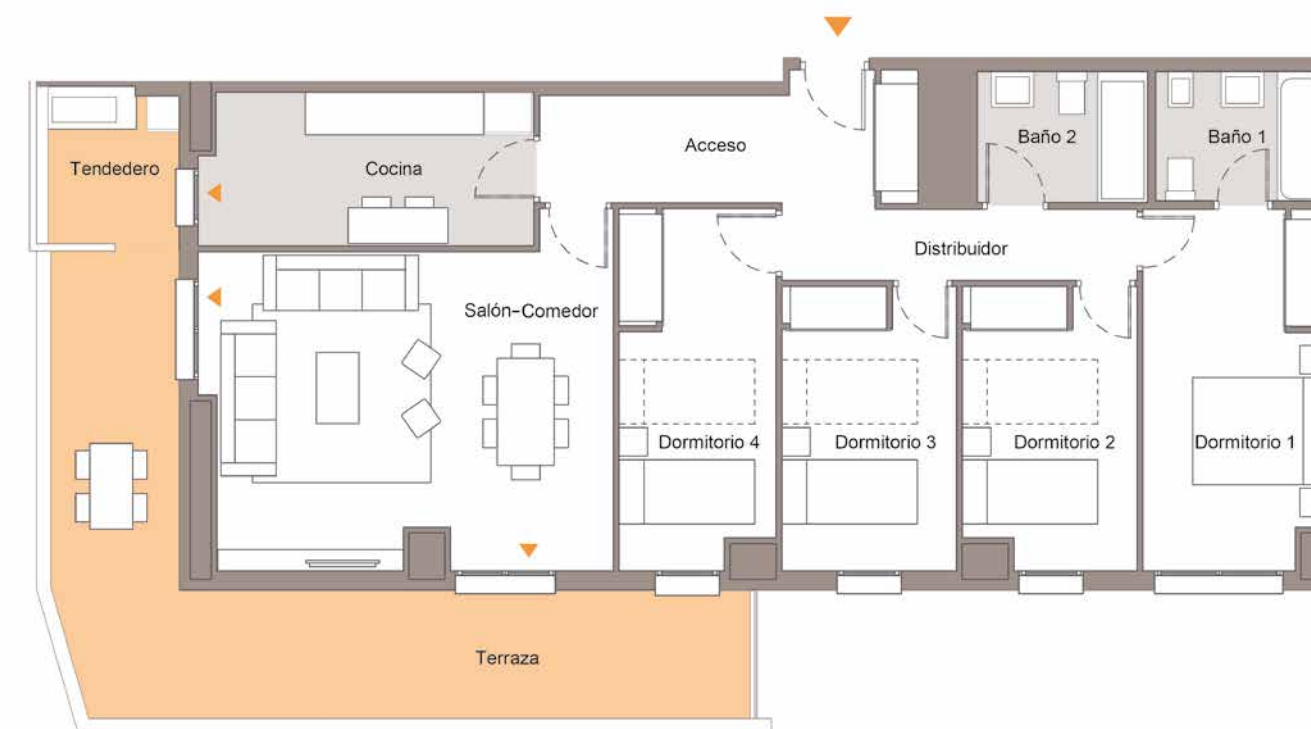 Baño 2
Baño 1
Acceso
Tendedero
Cocina
Distribuidor
Salón-Comedor
Dormitorio 4
Dormitorio 3
Dormitorio 2
Dormitorio 1
Terraza